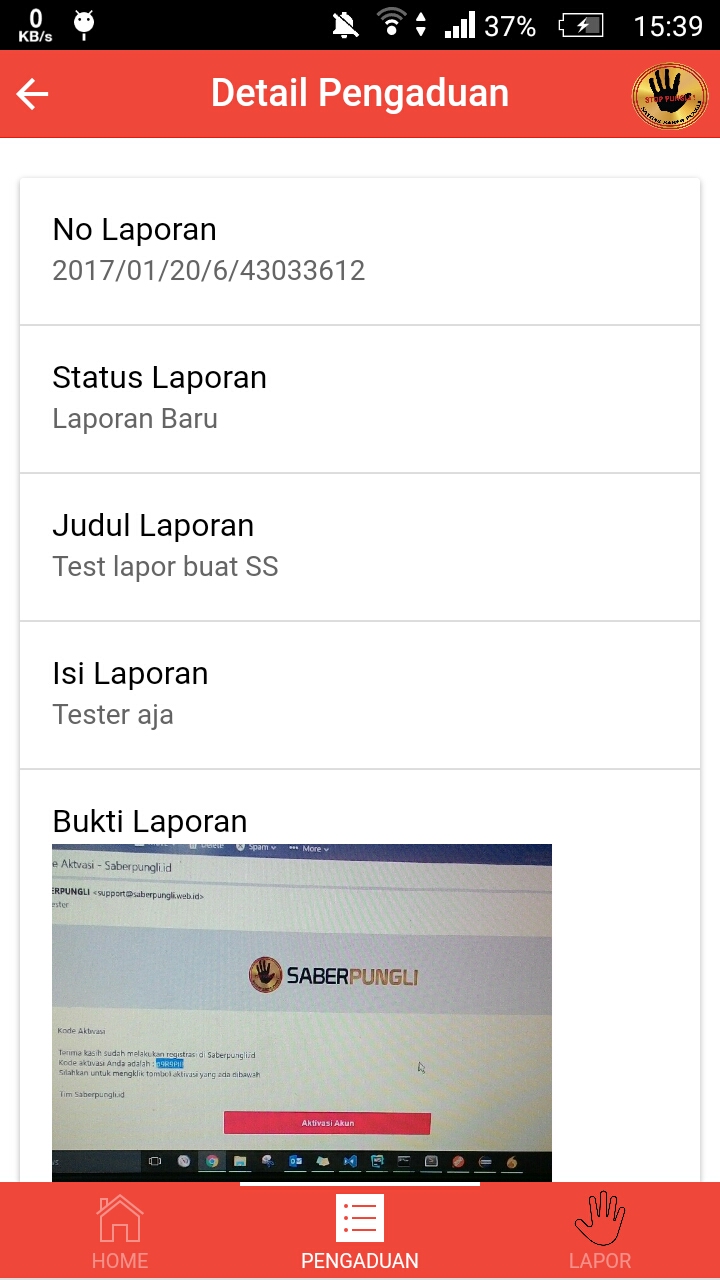 0
KB/s
37%
15:39
Detail Pengaduan
STOP PUNGLI
SATGAS SABER PUNGLI
No Laporan
2017/01/20/6/43033612
Status Laporan
Laporan Baru
Judul Laporan
Test lapor buat SS
Isi Laporan
Tester aja
Bukti Laporan
Delete Spam ••• More
e Aktvasi - Saberpungli.id
ERPUNGLI <support@saberpungli.web.id>
ester
SABERPUNGLI
Kode Aktivasi
Terima kasih sudah melakukan registrasi di Saberpungli.id
Kode aktivasi Anda adalah :
Silahkan untuk mengklik tombol aktivasi yang ada dibawah
Tim Saberpungli.id
Aktivasi Akun
HOME
PENGADUAN
LAPOR